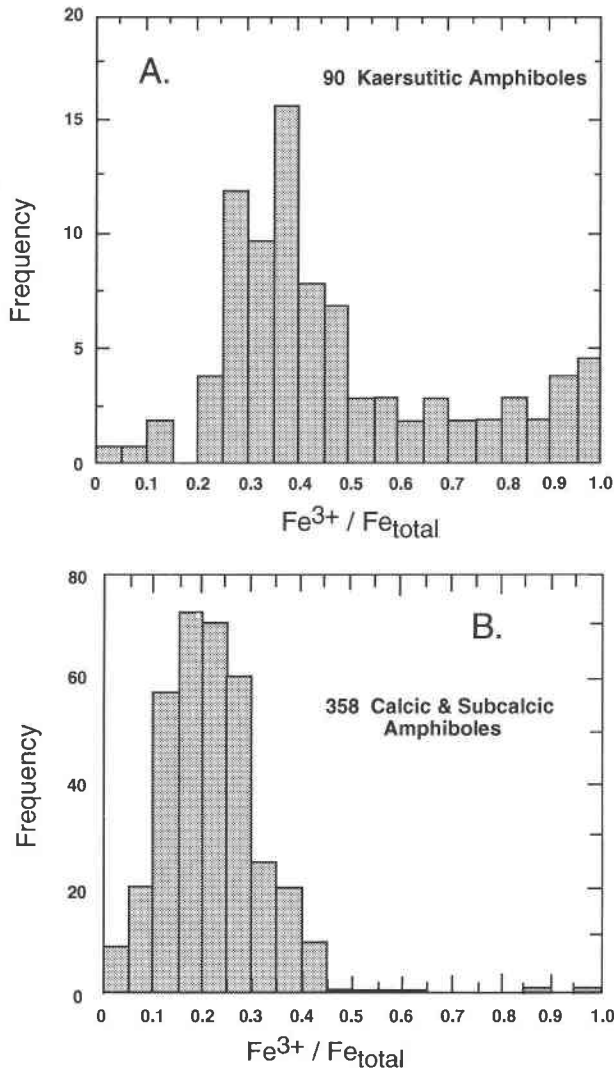 20
A.
90 Kaersutitic Amphiboles
15
10
5
0
Frequency
0 0.1 0.2 0.3 0.4 0.5 0.6 0.7 0.8 0.9 1.0
Fe3+ / Fetotal
80
B.
358 Calcic & Subcalcic
Amphiboles
60
40
20
0
Frequency
0 0.1 0.2 0.3 0.4 0.5 0.6 0.7 0.8 0.9 1.0
Fe3+ / Fetotal